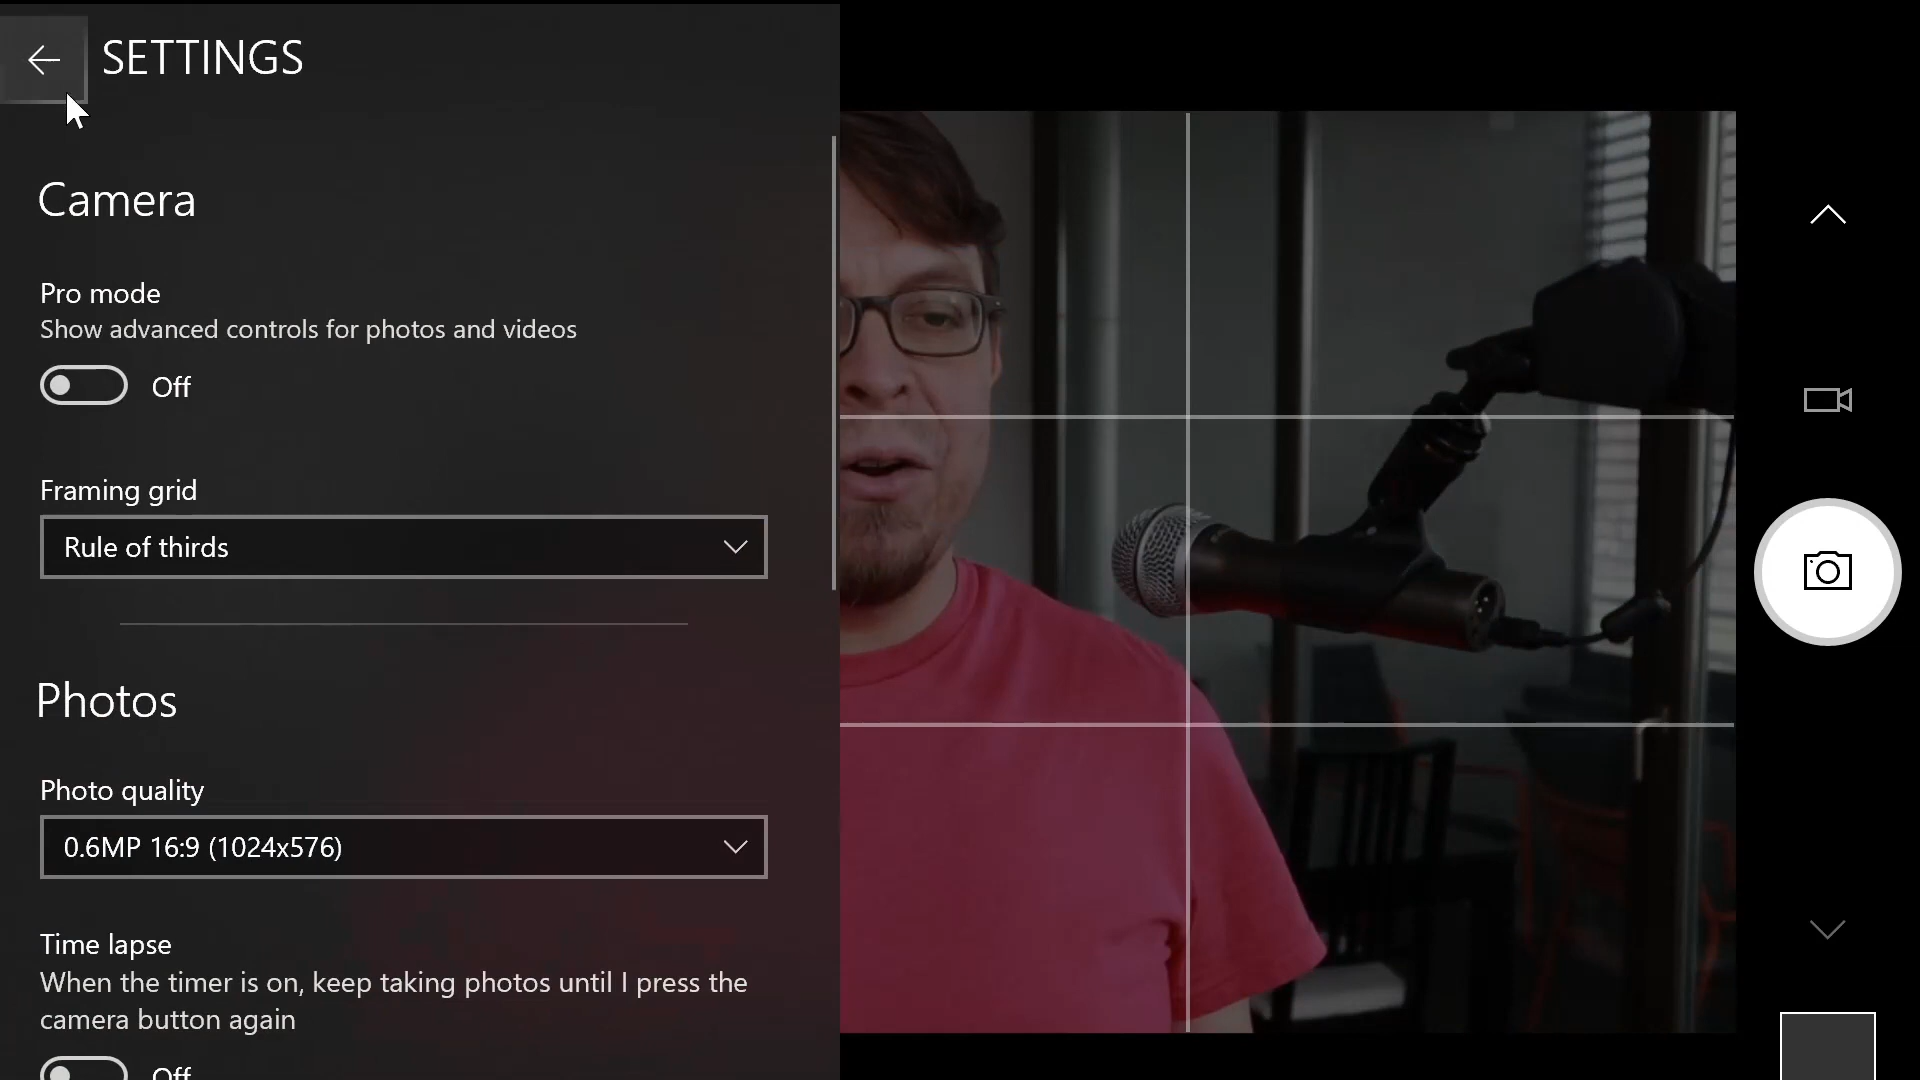 SETTINGS
Camera
Pro mode
Show advanced controls for photos and videos
Off
Framing grid
Rule of thirds
Photos
Photo quality
0.6MP 16:9 (1024x576)
Time lapse
When the timer is on, keep taking photos until I press the
camera button again
Off